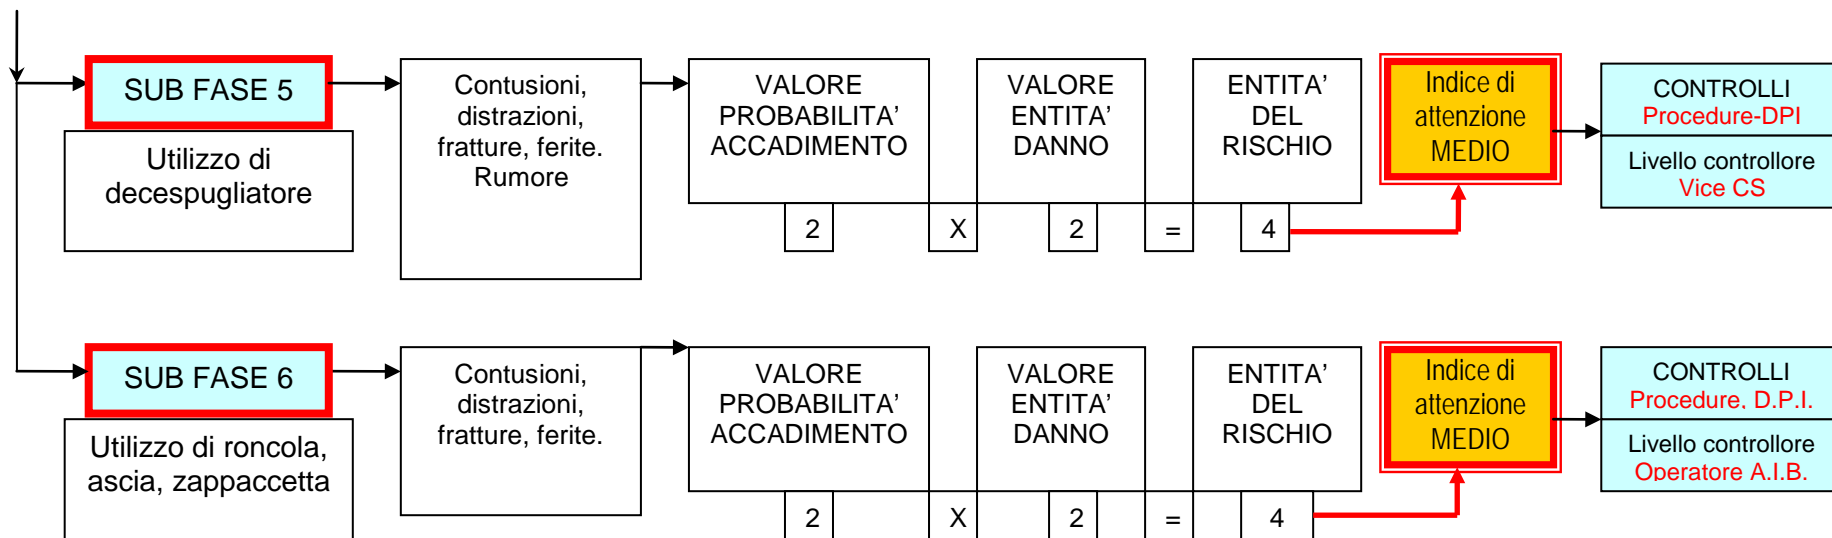 SUB FASE 5
Utilizzo di
decespugliatore
Contusioni,
distrazioni,
fratture, ferite.
Rumore
VALORE
PROBABILITA’
ACCADIMENTO
2
X
VALORE
ENTITA’
DANNO
2
=
ENTITA’
DEL
RISCHIO
4
Indice di
attenzione
MEDIO
CONTROLLI
Procedure-DPI
Livello controllore
Vice CS
SUB FASE 6
Utilizzo di roncola,
ascia, zappaccetta
Contusioni,
distrazioni,
fratture, ferite.
VALORE
PROBABILITA’
ACCADIMENTO
2
X
VALORE
ENTITA’
DANNO
2
=
ENTITA’
DEL
RISCHIO
4
Indice di
attenzione
MEDIO
CONTROLLI
Procedure, D.P.I.
Livello controllore
Operatore A.I.B.